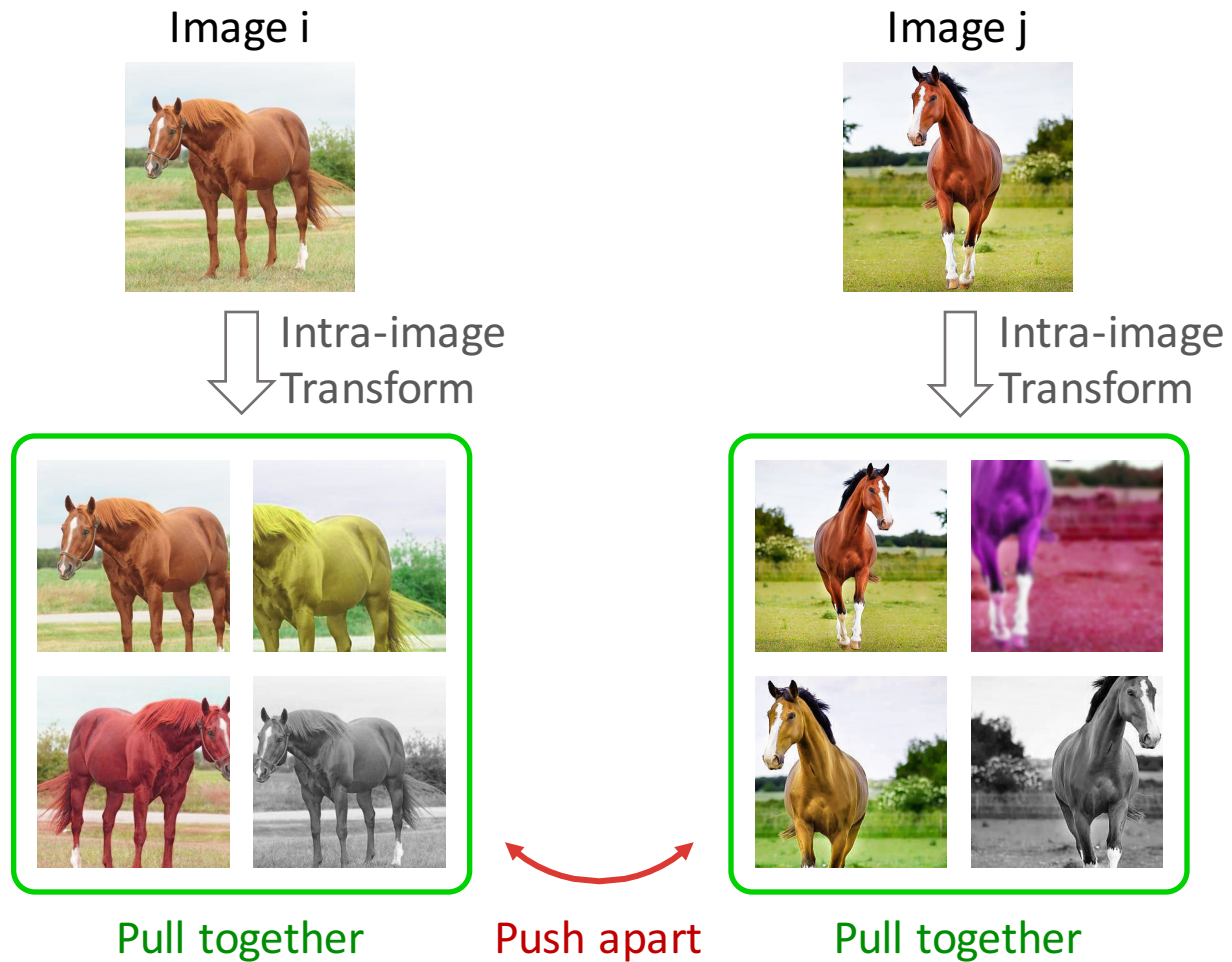 Image i
Image j
Intra-image
Transform
Intra-image
Transform
Pull together
Push apart
Pull together